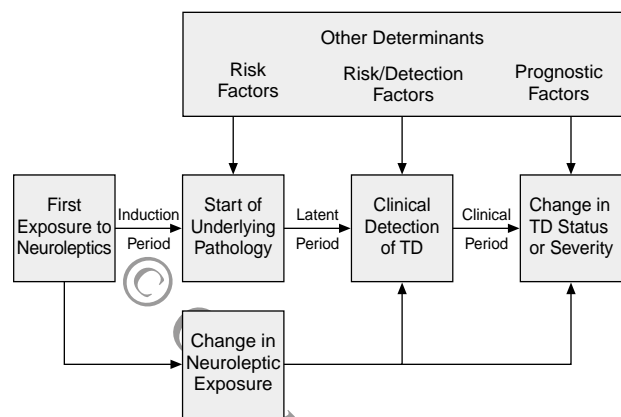 Other Determinants
Risk
Factors
Risk/Detection
Factors
Prognostic
Factors
First
Exposure to
Neuroleptics
Induction
Period
Start of
Underlying
Pathology
Latent
Period
Clinical
Detection
of TD
Clinical
Period
Change in
TD Status
or Severity
Change in
Neuroleptic
Exposure
©